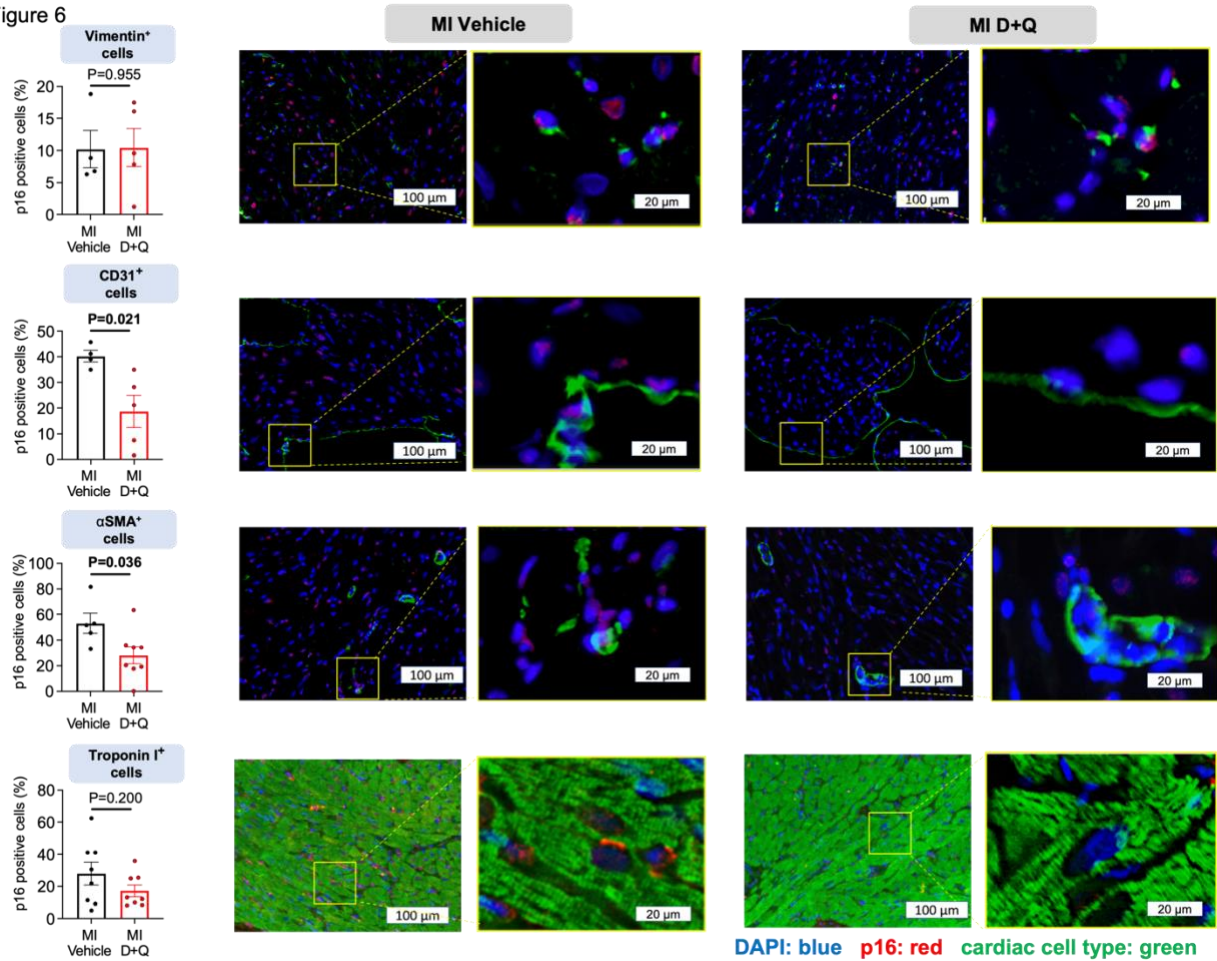 igure 6
MI Vehicle
MI D+Q
Vimentin⁺
cells
P=0.955
p16 positive cells (%)
20
15
10
5
0
MI
Vehicle
MI
D+Q
100 µm
20 µm
100 µm
20 µm
CD31⁺
cells
P=0.021
p16 positive cells (%)
50
40
30
20
10
0
MI
Vehicle
MI
D+Q
100 µm
20 µm
100 µm
20 µm
αSMA⁺
cells
P=0.036
p16 positive cells (%)
100
80
60
40
20
0
MI
Vehicle
MI
D+Q
100 µm
20 µm
100 µm
20 µm
Troponin I⁺
cells
P=0.200
p16 positive cells (%)
80
60
40
20
0
MI
Vehicle
MI
D+Q
100 µm
20 µm
100 µm
20 µm
DAPI: blue p16: red cardiac cell type: green